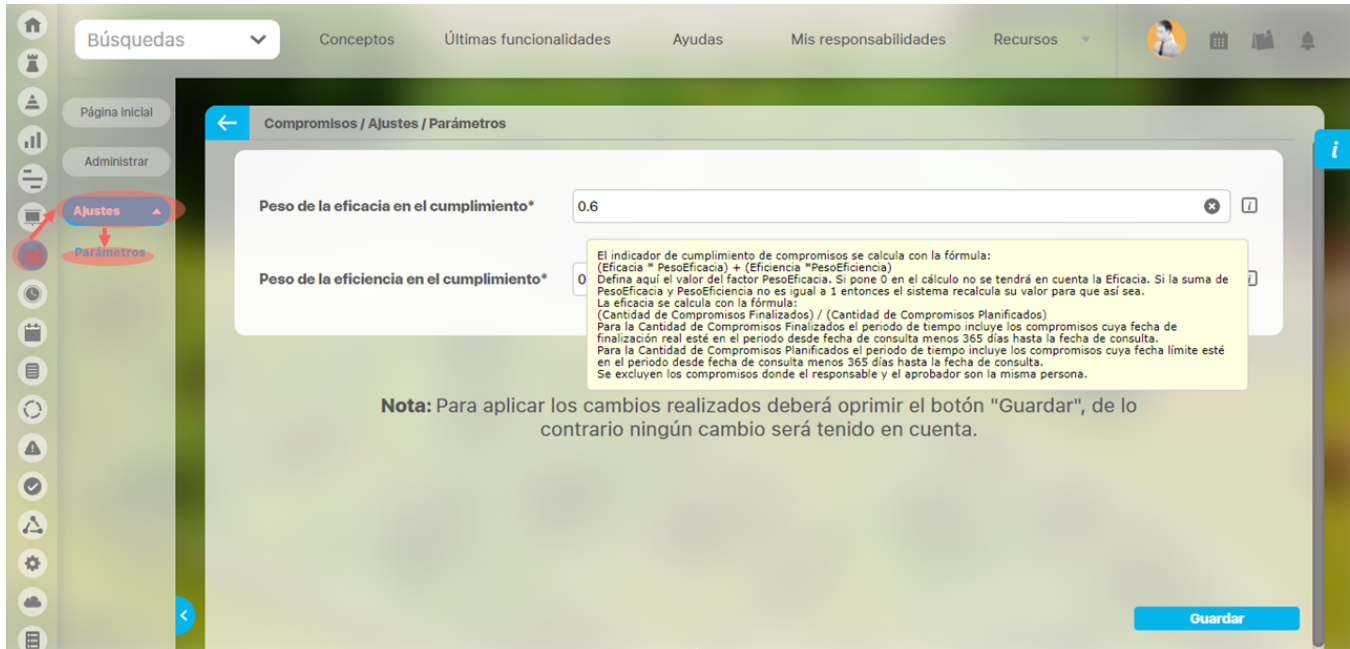 Búsquedas
Conceptos
Últimas funcionalidades
Ayudas
Mis responsabilidades
Recursos
Página inicial
Administrar
Ajustes
Parámetros
Compromisos / Ajustes / Parámetros
i
Peso de la eficacia en el cumplimiento*
0.6
i
Peso de la eficiencia en el cumplimiento*
0
El indicador de cumplimiento de compromisos se calcula con la fórmula:
(Eficacia * PesoEficacia) + (Eficiencia *PesoEficiencia)
Defina aquí el valor del factor PesoEficacia. Si pone 0 en el cálculo no se tendrá en cuenta la Eficacia. Si la suma de
PesoEficacia y PesoEficiencia no es igual a 1 entonces el sistema recalcula su valor para que así sea.
La eficacia se calcula con la fórmula:
(Cantidad de Compromisos Finalizados) / (Cantidad de Compromisos Planificados)
Para la Cantidad de Compromisos Finalizados el periodo de tiempo incluye los compromisos cuya fecha de
finalización real esté en el periodo desde fecha de consulta menos 365 días hasta la fecha de consulta.
Para la Cantidad de Compromisos Planificados el periodo de tiempo incluye los compromisos cuya fecha límite esté
en el periodo desde fecha de consulta menos 365 días hasta la fecha de consulta.
Se excluyen los compromisos donde el responsable y el aprobador son la misma persona.
Nota: Para aplicar los cambios realizados deberá oprimir el botón "Guardar", de lo
contrario ningún cambio será tenido en cuenta.
Guardar